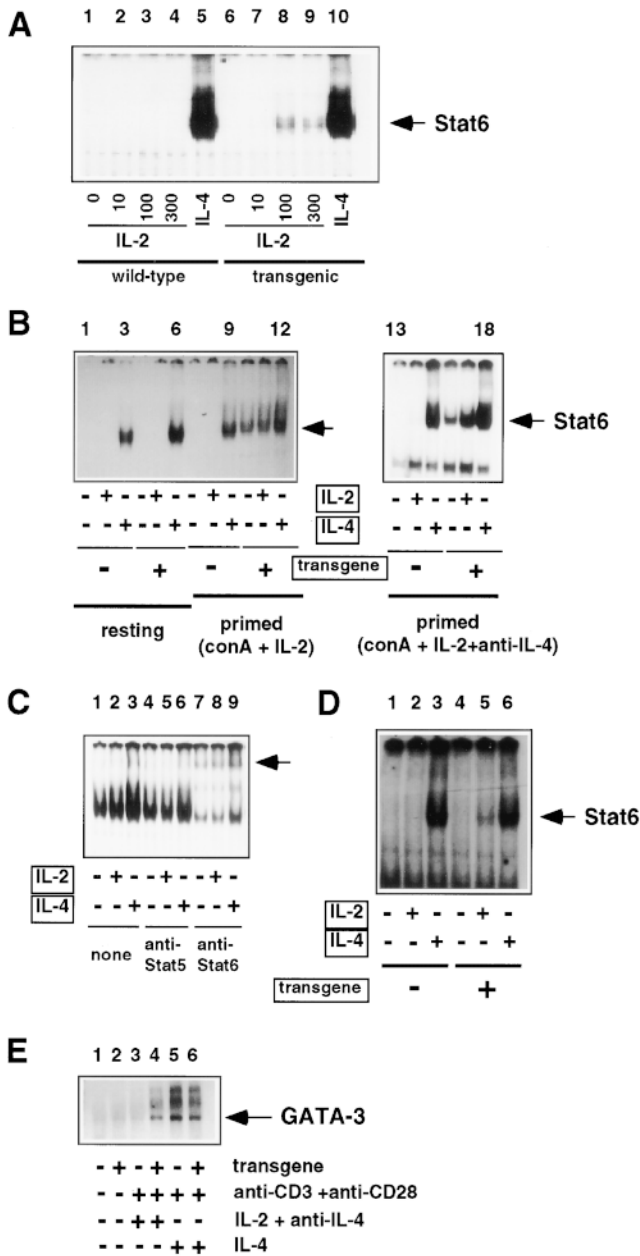 A
1 2 3 4 5 6 7 8 9 10
Stat6
0 10 100 300 IL-4 0 10 100 300 IL-4
IL-2 IL-2
wild-type transgenic
B
1 3 6 9 12 13 18
Stat6
- + - - + - - + - - + - IL-2 - + - - + -
- - + - - + - - + - - + IL-4 - - + - - +
- + - + transgene - +
resting primed (conA + IL-2) primed (conA + IL-2+anti-IL-4)
C
1 2 3 4 5 6 7 8 9
IL-2 - + - - + - - + -
IL-4 - - + - - + - - +
none anti-Stat5 anti-Stat6
D
1 2 3 4 5 6
Stat6
IL-2 - + - - + -
IL-4 - - + - - +
transgene - +
E
1 2 3 4 5 6
GATA-3
- + - + - + transgene
- - + + + + anti-CD3 +anti-CD28
- - + + - - IL-2 + anti-IL-4
- - - - + + IL-4